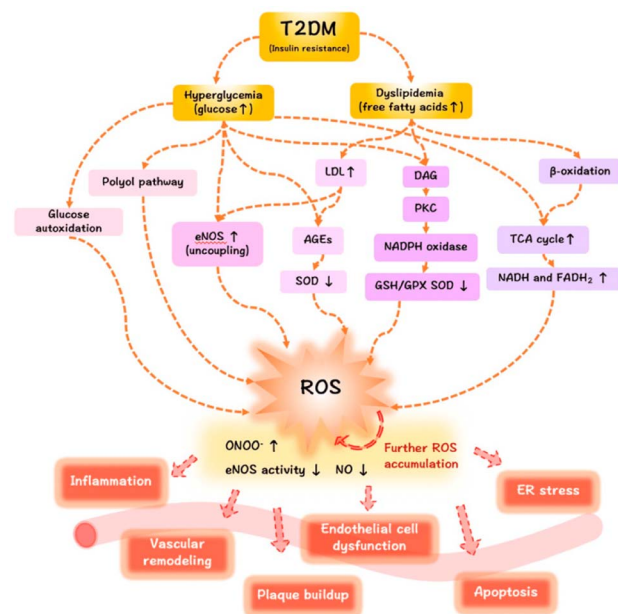 T2DM
(Insulin resistance)
Hyperglycemia
(glucose↑)
Dyslipidemia
(free fatty acids↑)
Polyol pathway
LDL↑
DAG
β-oxidation
Glucose
autoxidation
eNOS ↑
(uncoupling)
AGEs
PKC
NADPH oxidase
TCA cycle↑
SOD ↓
GSH/GPX SOD ↓
NADH and FADH₂ ↑
ROS
ONOO⁻ ↑
eNOS activity ↓ NO ↓
Further ROS
accumulation
Inflammation
ER stress
Vascular
remodeling
Endothelial cell
dysfunction
Plaque buildup
Apoptosis